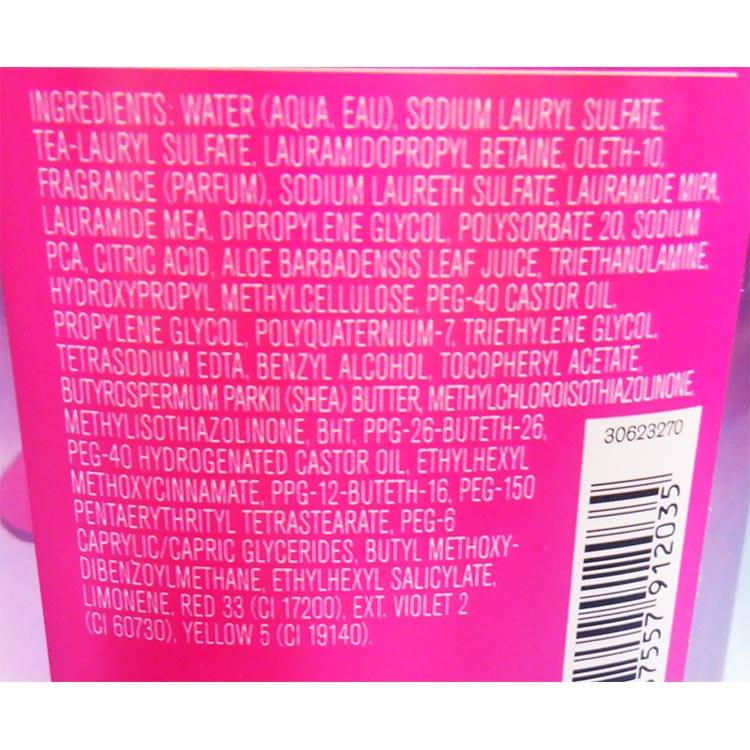 INGREDIENTS: WATER (AQUA, EAU), SODIUM LAURYL SULFATE,
TEA-LAURYL SULFATE, LAURAMIDOPROPYL BETAINE, OLETH-10,
FRAGRANCE (PARFUM), SODIUM LAURETH SULFATE, LAURAMIDE MIPA,
LAURAMIDE MEA, DIPROPYLENE GLYCOL, POLYSORBATE 20, SODIUM
PCA, CITRIC ACID, ALOE BARBADENSIS LEAF JUICE, TRIETHANOLAMINE,
HYDROXYPROPYL METHYLCELLULOSE, PEG-40 CASTOR OIL,
PROPYLENE GLYCOL, POLYQUATERNIUM-7, TRIETHYLENE GLYCOL,
TETRASODIUM EDTA, BENZYL ALCOHOL, TOCOPHERYL ACETATE,
BUTYROSPERMUM PARKII (SHEA) BUTTER, METHYLCHLOROISOTHIAZOLINONE,
METHYLISOTHIAZOLINONE, BHT, PPG-26-BUTETH-26,
PEG-40 HYDROGENATED CASTOR OIL, ETHYLHEXYL
METHOXYCINNAMATE, PPG-12-BUTETH-16, PEG-150
PENTAERYTHRITYL TETRASTEARATE, PEG-6
CAPRYLIC/CAPRIC GLYCERIDES, BUTYL METHOXY-
DIBENZOYLMETHANE, ETHYLHEXYL SALICYLATE,
LIMONENE, RED 33 (CI 17200), EXT. VIOLET 2
(CI 60730), YELLOW 5 (CI 19140).
30623270
7557 912035